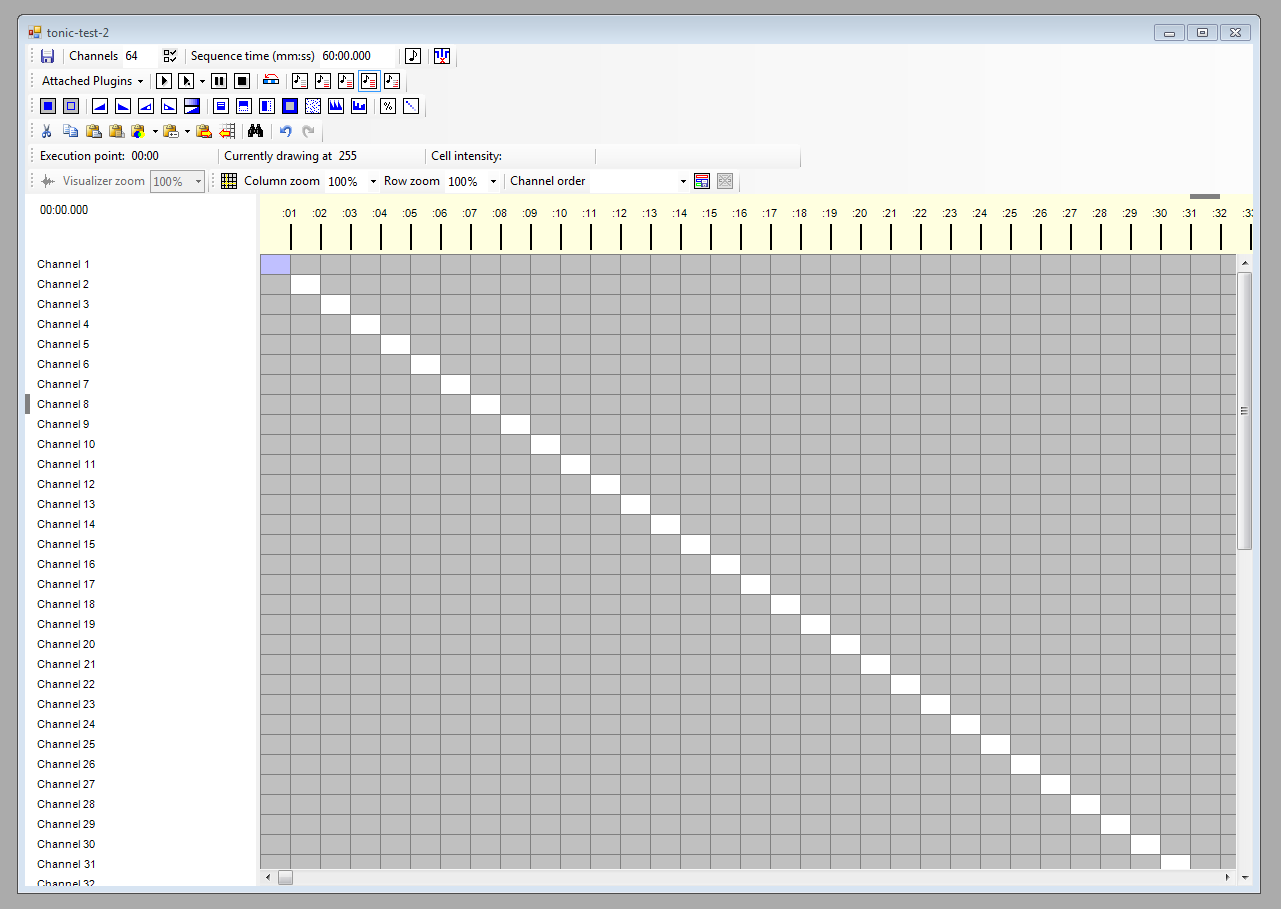 tonic-test-2
Channels 64 Sequence time (mm:ss) 60:00.000
Attached Plugins
%
Execution point: 00:00 Currently drawing at 255 Cell intensity:
Visualizer zoom 100% Column zoom 100% Row zoom 100% Channel order
00:00.000 :01 :02 :03 :04 :05 :06 :07 :08 :09 :10 :11 :12 :13 :14 :15 :16 :17 :18 :19 :20 :21 :22 :23 :24 :25 :26 :27 :28 :29 :30 :31 :32 :33
Channel 1
Channel 2
Channel 3
Channel 4
Channel 5
Channel 6
Channel 7
Channel 8
Channel 9
Channel 10
Channel 11
Channel 12
Channel 13
Channel 14
Channel 15
Channel 16
Channel 17
Channel 18
Channel 19
Channel 20
Channel 21
Channel 22
Channel 23
Channel 24
Channel 25
Channel 26
Channel 27
Channel 28
Channel 29
Channel 30
Channel 31
Channel 32